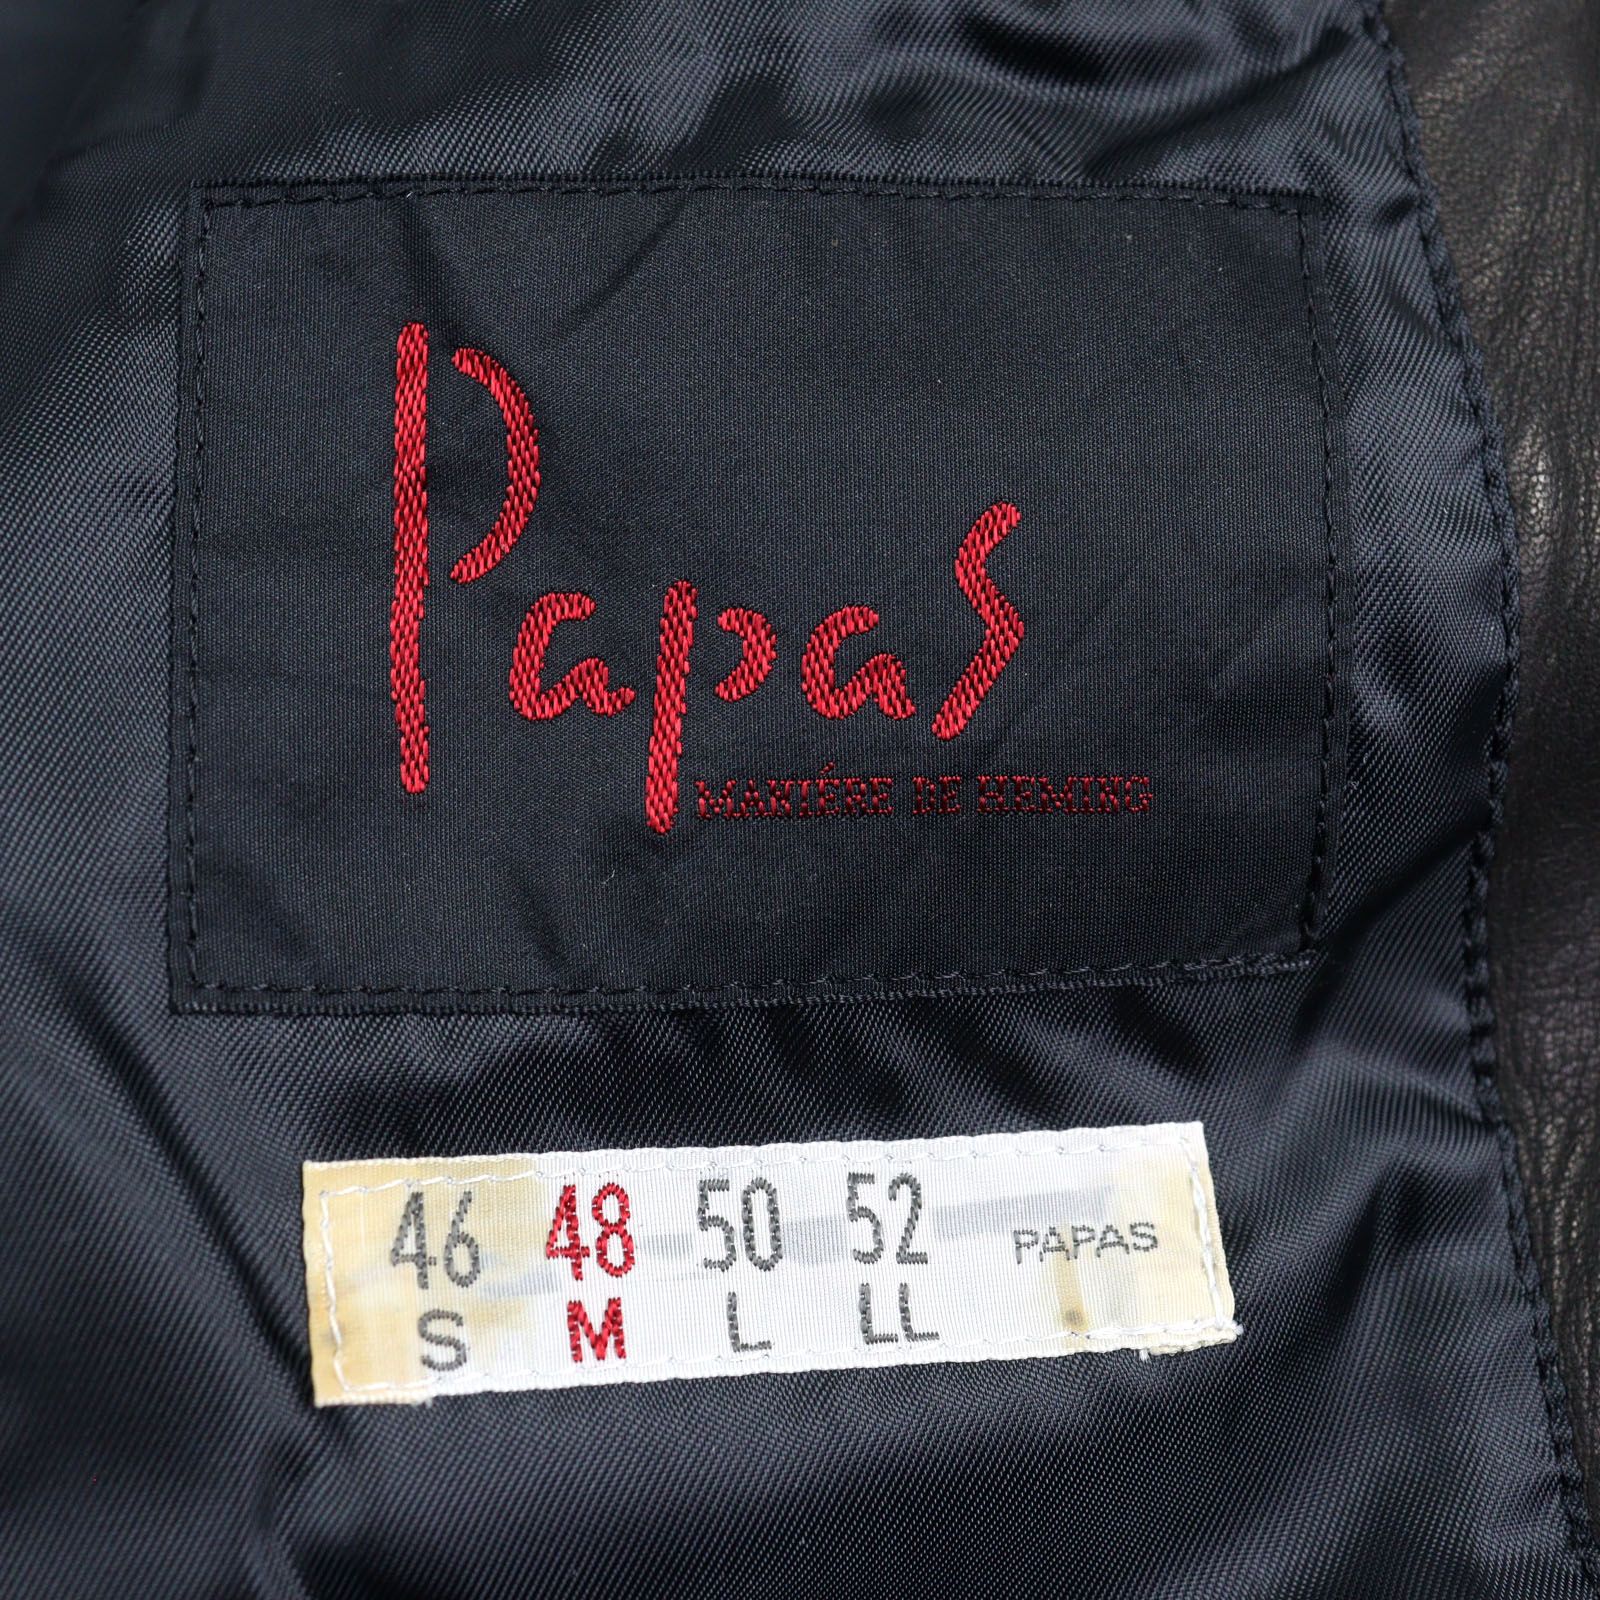 Papas
MANIÉRE DE HEMING
46 48 50 52 PAPAS
S M L LL